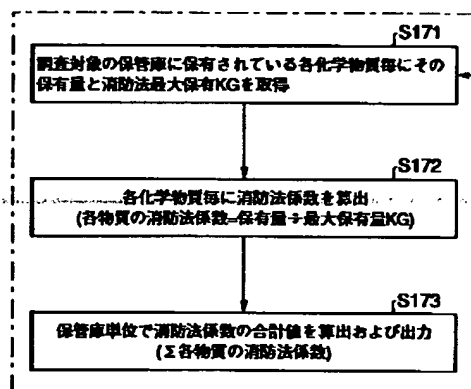 S171
調査対象の保管庫に保有されている各化学物質毎にその
保有量と消防法最大保有KGを取得
S172
各化学物質毎に消防法係数を算出
(各物質の消防法係数=保有量÷最大保有量KG)
S173
保管庫単位で消防法係数の合計値を算出および出力
(Σ各物質の消防法係数)